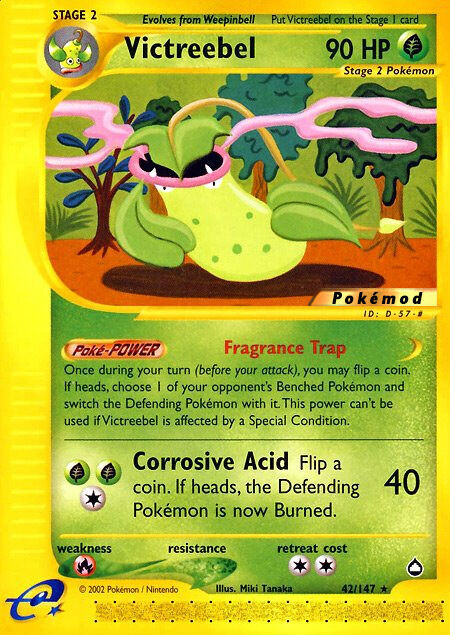 STAGE 2
Evolves from Weepinbell
Put Victreebel on the Stage 1 card
Victreebel
90 HP
Stage 2 Pokémon
Pokémod
ID: D-57-#
Poké-POWER
Fragrance Trap
Once during your turn (before your attack), you may flip a coin.
If heads, choose 1 of your opponent's Benched Pokémon and
switch the Defending Pokémon with it. This power can't be
used if Victreebel is affected by a Special Condition.
Corrosive Acid Flip a
coin. If heads, the Defending
Pokémon is now Burned.
40
weakness
resistance
retreat cost
© 2002 Pokémon / Nintendo
Illus. Miki Tanaka
42/147 ★
e